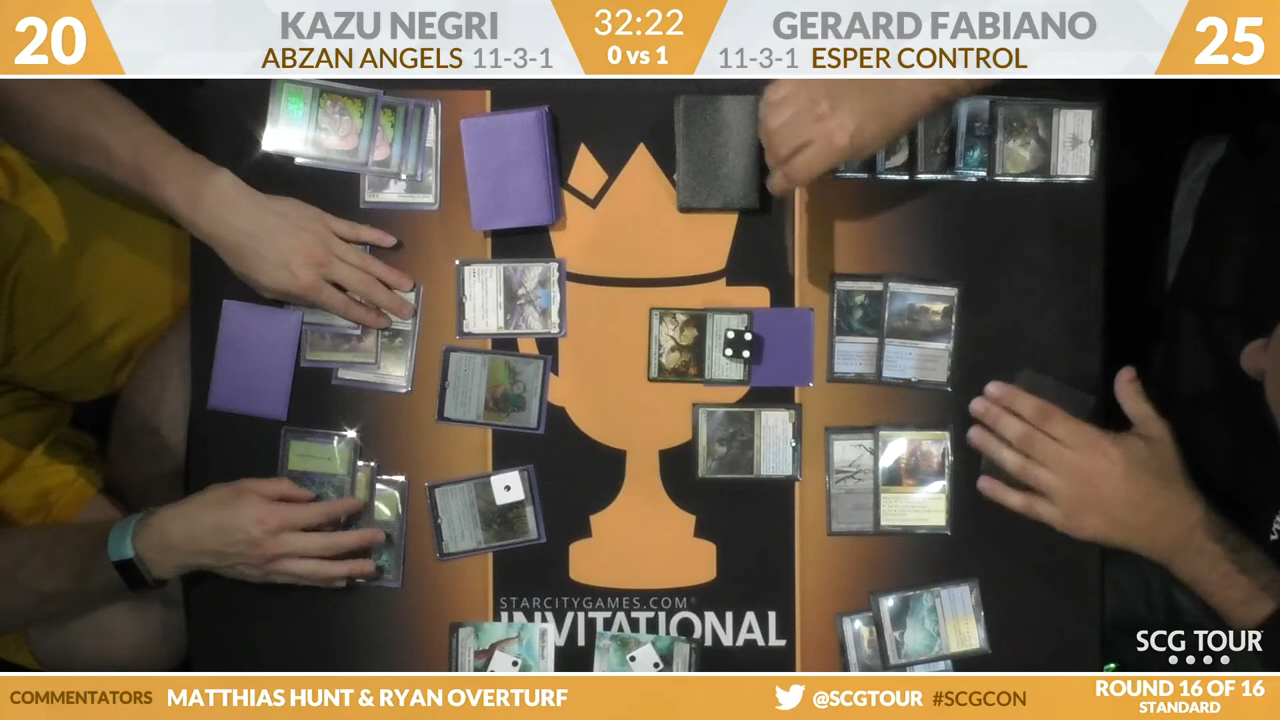 20
KAZU NEGRI
ABZAN ANGELS 11-3-1
32:22
0 vs 1
GERARD FABIANO
11-3-1 ESPER CONTROL
25
STARCITYGAMES.COM
INVITATIONAL
SCG TOUR
COMMENTATORS MATTHIAS HUNT & RYAN OVERTURF
@SCGTOUR #SCGCON
ROUND 16 OF 16
STANDARD